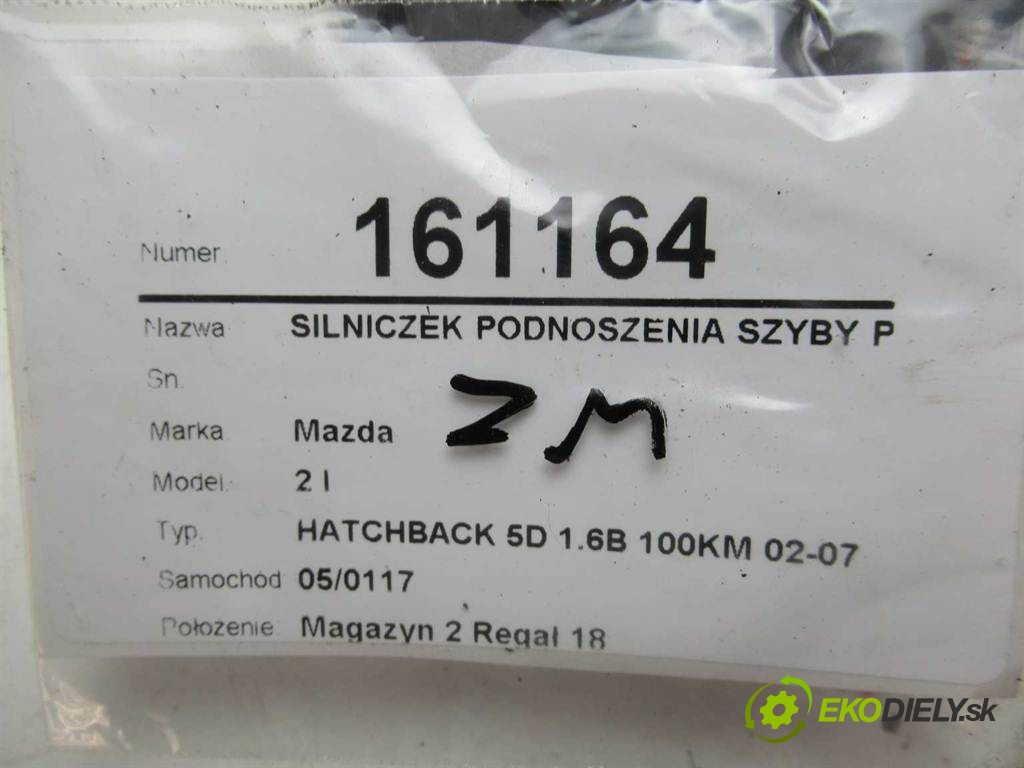 Numer 161164
Nazwa SILNICZEK PODNOSZENIA SZYBY P
Sn.
ZM
Marka Mazda
Model. 2 I
Typ. HATCHBACK 5D 1.6B 100KM 02-07
Samochód 05/0117
Położenie. Magazyn 2 Regał 18
EKODIELY.sk